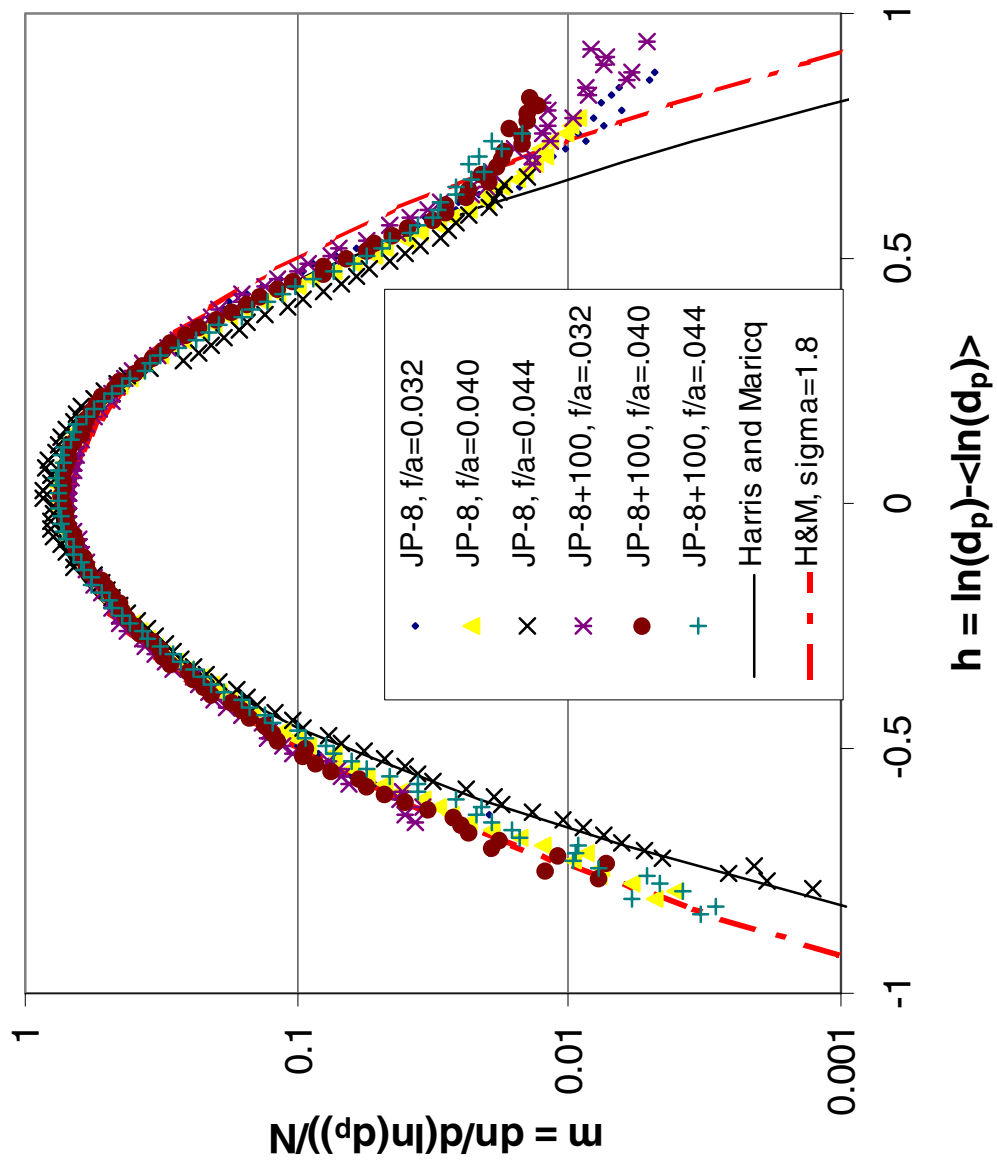 m = dn/d(ln(dp))/N
1
0.1
0.01
0.001
-1
-0.5
0
0.5
1
h = ln(dp)-<ln(dp)>
JP-8, f/a=0.032
JP-8, f/a=0.040
JP-8, f/a=0.044
JP-8+100, f/a=.032
JP-8+100, f/a=.040
JP-8+100, f/a=.044
Harris and Maricq
H&M, sigma=1.8